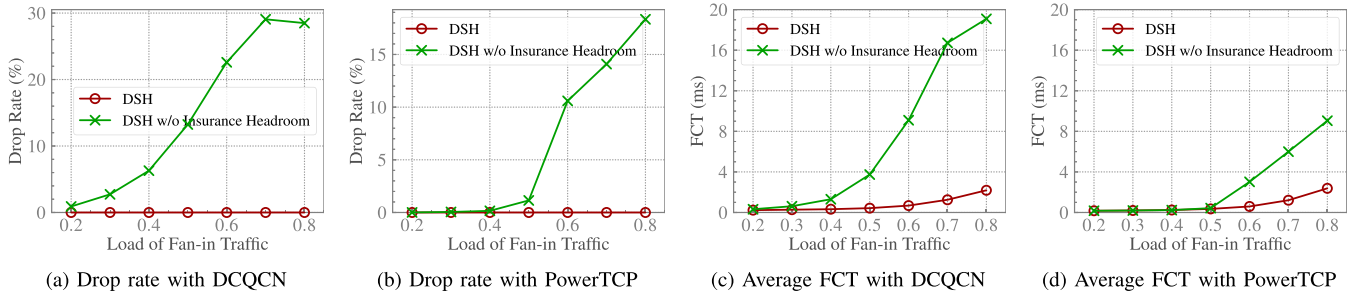 Drop Rate (%)
30
20
10
0
DSH
DSH w/o Insurance Headroom
0.2 0.3 0.4 0.5 0.6 0.7 0.8
Load of Fan-in Traffic
(a) Drop rate with DCQCN
Drop Rate (%)
15
10
5
0
DSH
DSH w/o Insurance Headroom
0.2 0.3 0.4 0.5 0.6 0.7 0.8
Load of Fan-in Traffic
(b) Drop rate with PowerTCP
FCT (ms)
20
16
12
8
4
0
DSH
DSH w/o Insurance Headroom
0.2 0.3 0.4 0.5 0.6 0.7 0.8
Load of Fan-in Traffic
(c) Average FCT with DCQCN
FCT (ms)
20
16
12
8
4
0
DSH
DSH w/o Insurance Headroom
0.2 0.3 0.4 0.5 0.6 0.7 0.8
Load of Fan-in Traffic
(d) Average FCT with PowerTCP